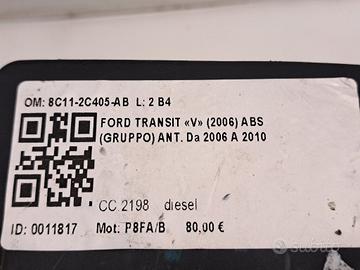 OM: 8C11-2C405-AB L: 2 B4
FORD TRANSIT «V» (2006) ABS
(GRUPPO) ANT. Da 2006 A 2010
CC 2198 diesel
ID: 0011817 Mot: P8FA/B 80,00 €
subito